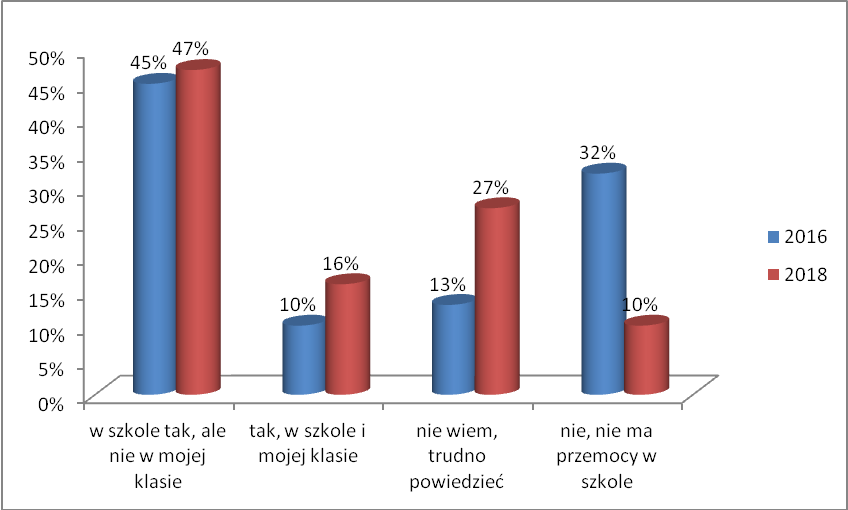 50%
45%
40%
35%
30%
25%
20%
15%
10%
5%
0%
45%
47%
10%
16%
13%
27%
32%
10%
w szkole tak, ale
nie w mojej
klasie
tak, w szkole i
mojej klasie
nie wiem,
trudno
powiedzieć
nie, nie ma
przemocy w
szkole
2016
2018